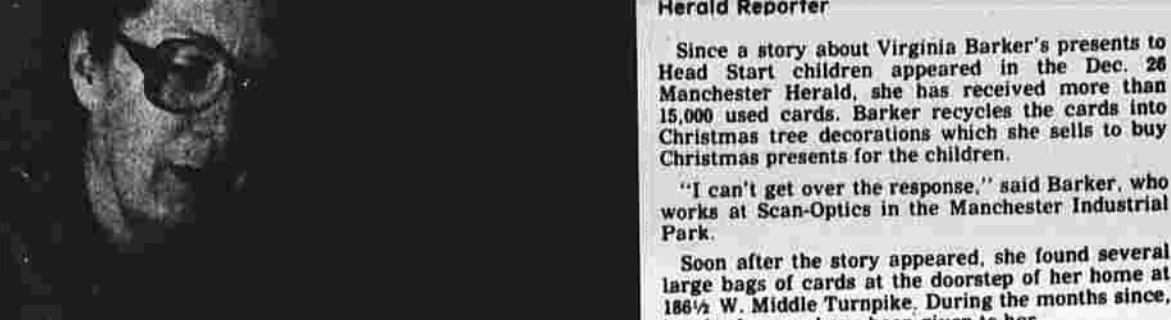 Herald Reporter
Since a story about Virginia Barker's presents to
Head Start children appeared in the Dec. 26
Manchester Herald, she has received more than
15,000 used cards. Barker recycles the cards into
Christmas tree decorations which she sells to buy
Christmas presents for the children.
"I can't get over the response," said Barker, who
works at Scan-Optics in the Manchester Industrial
Park.
Soon after the story appeared, she found several
large bags of cards at the doorstep of her home at
186½ W. Middle Turnpike. During the months since,